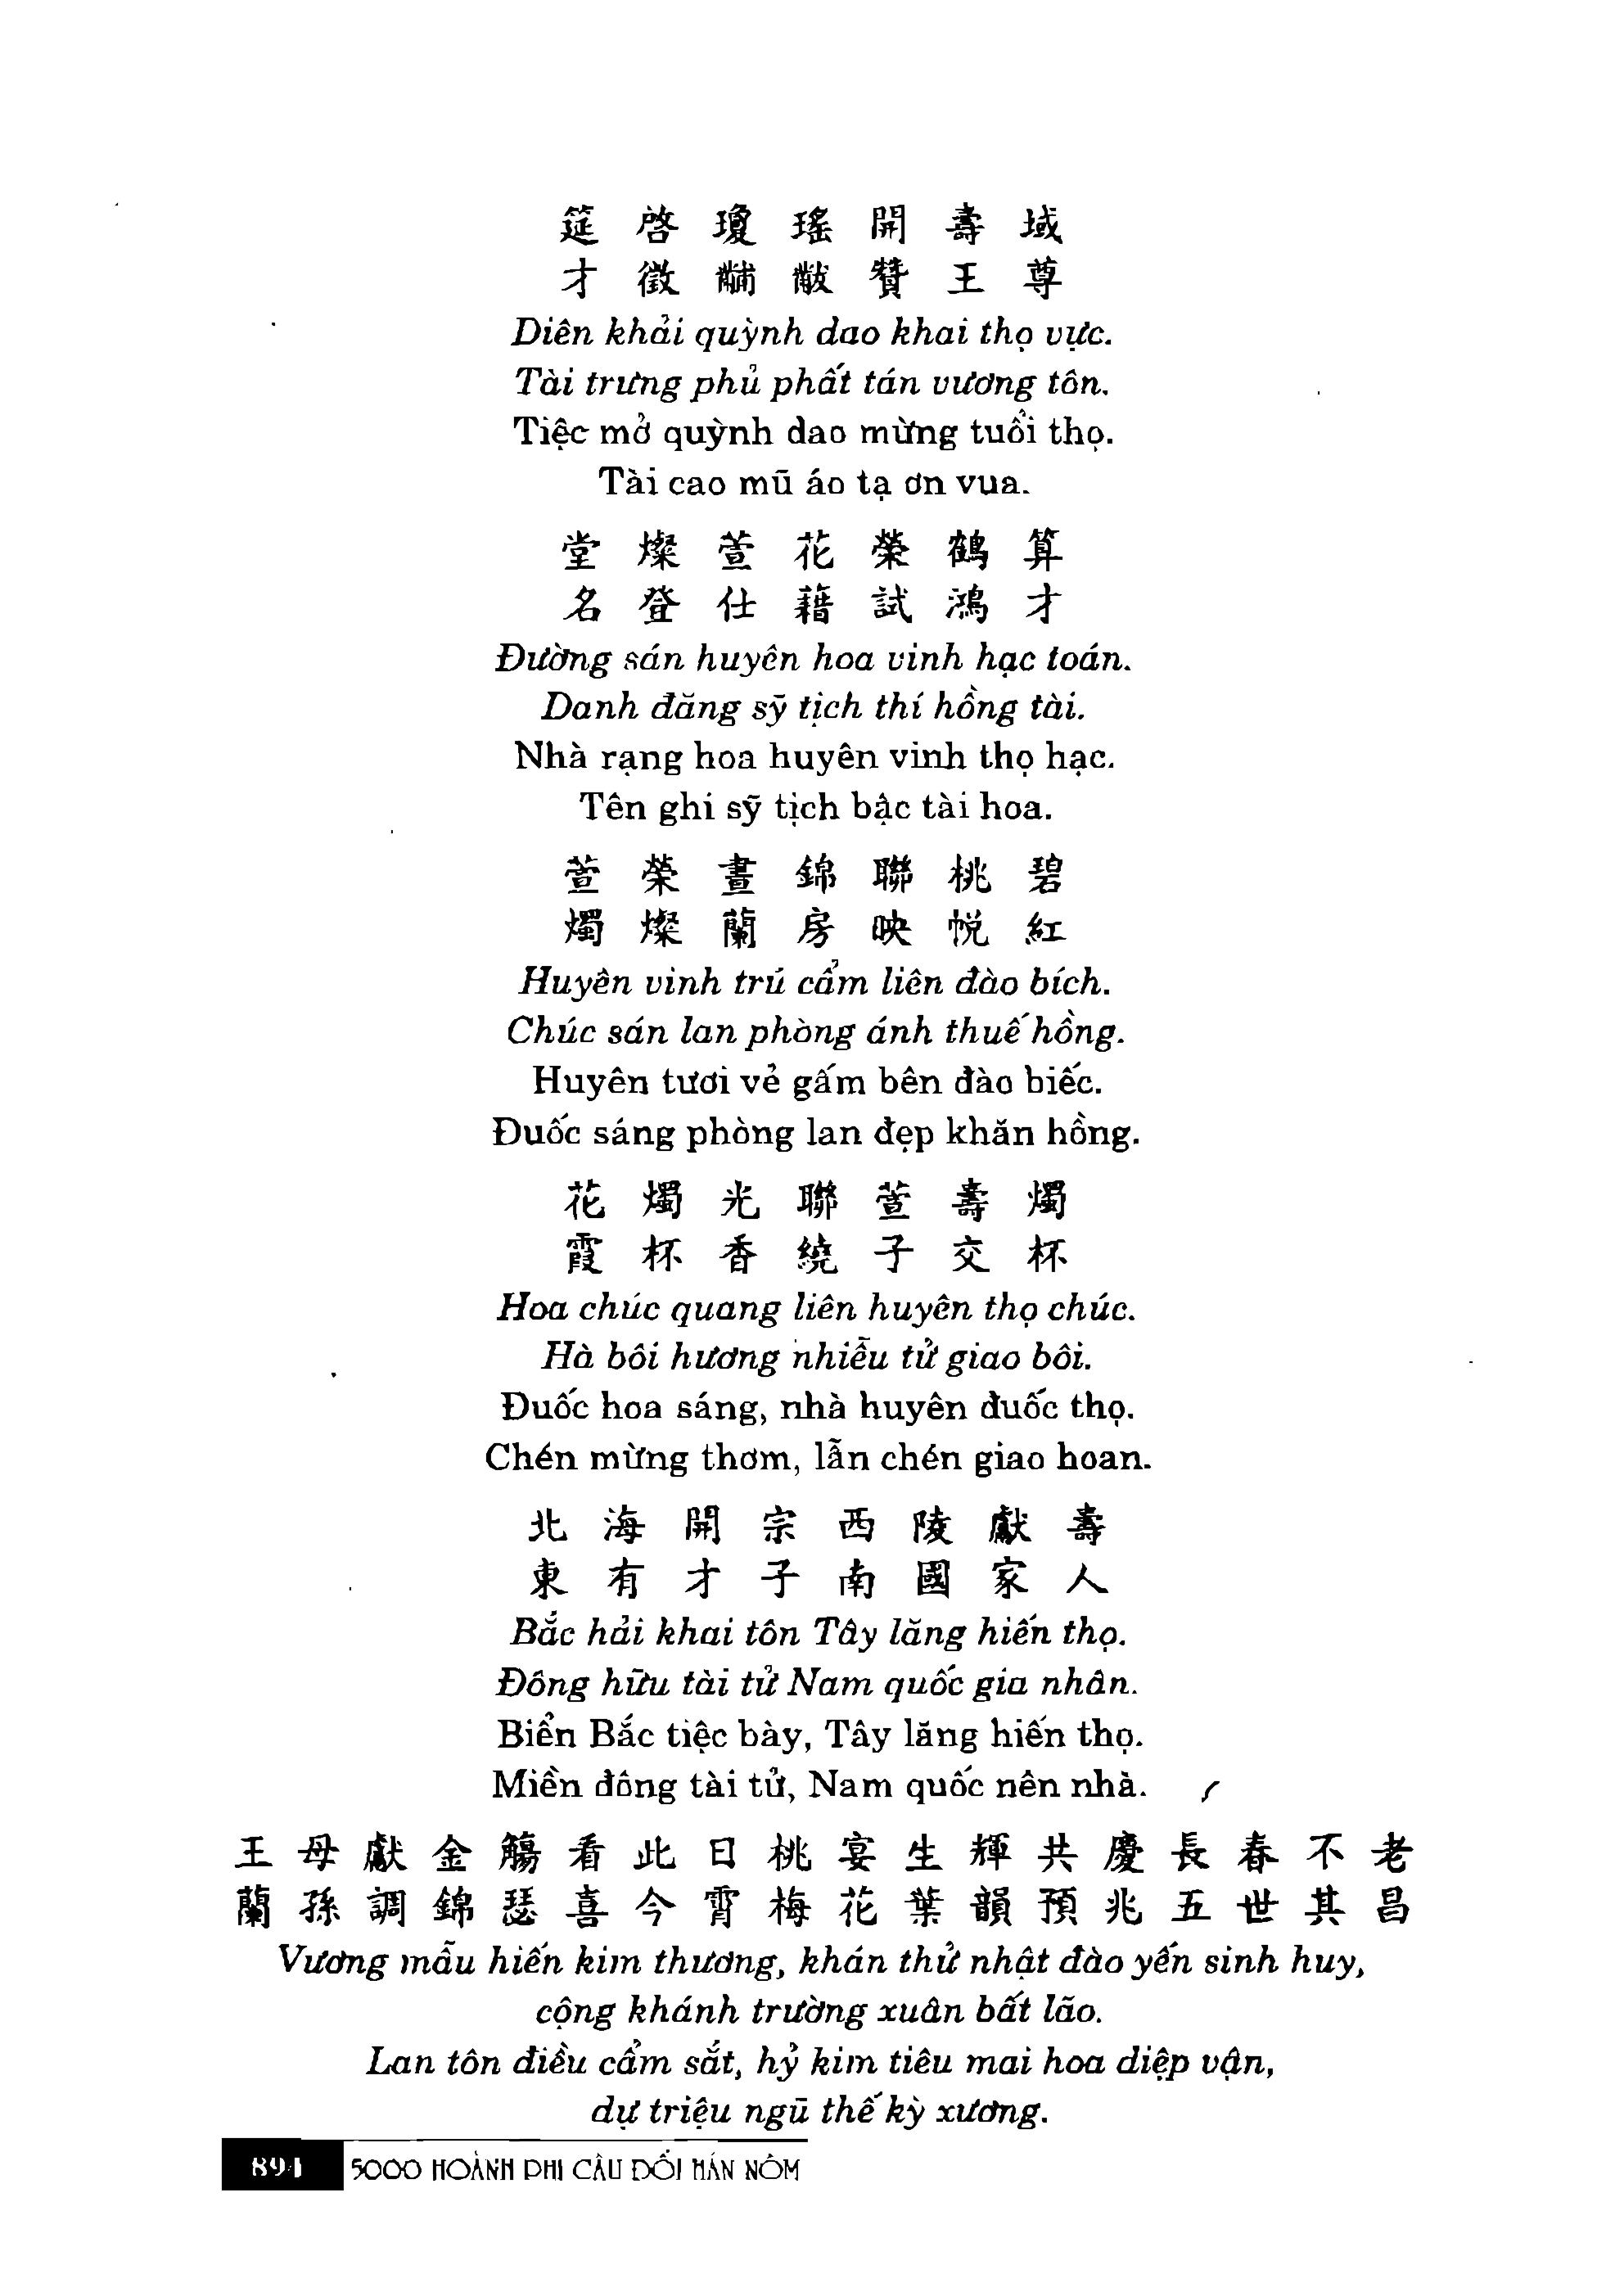 筵啓瓊瑤開壽域
才徵黼黻贊王尊
Diên khải quỳnh dao khai thọ vực.
Tài trưng phủ phất tán vương tôn.
Tiệc mở quỳnh dao mừng tuổi thọ.
Tài cao mũ áo tạ ơn vua.
堂燦萱花榮鶴算
名登仕藉試鴻才
Đường sán huyên hoa vinh hạc toán.
Danh đăng sỹ tịch thí hồng tài.
Nhà rạng hoa huyên vinh thọ hạc.
Tên ghi sỹ tịch bậc tài hoa.
萱榮晝錦聯桃碧
燭燦蘭房映帨紅
Huyên vinh trú cẩm liên đào bích.
Chúc sán lan phòng ánh thuế hồng.
Huyên tươi vẻ gấm bên đào biếc.
Đuốc sáng phòng lan đẹp khăn hồng.
花燭光聯萱壽燭
霞杯香繞子交杯
Hoa chúc quang liên huyên thọ chúc.
Hà bôi hương nhiễu tử giao bôi.
Đuốc hoa sáng, nhà huyên đuốc thọ.
Chén mừng thơm, lẫn chén giao hoan.
北海開宗西陵獻壽
東有才子南國家人
Bắc hải khai tôn Tây lăng hiến thọ.
Đông hữu tài tử Nam quốc gia nhân.
Biển Bắc tiệc bày, Tây lăng hiến thọ.
Miền đông tài tử, Nam quốc nên nhà.
王母獻金觴看此日桃宴生輝共慶長春不老
蘭孫調錦瑟喜今霄梅花葉韻預兆五世其昌
Vương mẫu hiến kim thương, khán thử nhật đào yến sinh huy,
cộng khánh trường xuân bất lão.
Lan tôn điều cẩm sắt, hỷ kim tiêu mai hoa diệp vận,
dự triệu ngũ thế kỳ xương.
894 5000 HOÀNH PHI CÂU ĐỐI HÁN NÔM